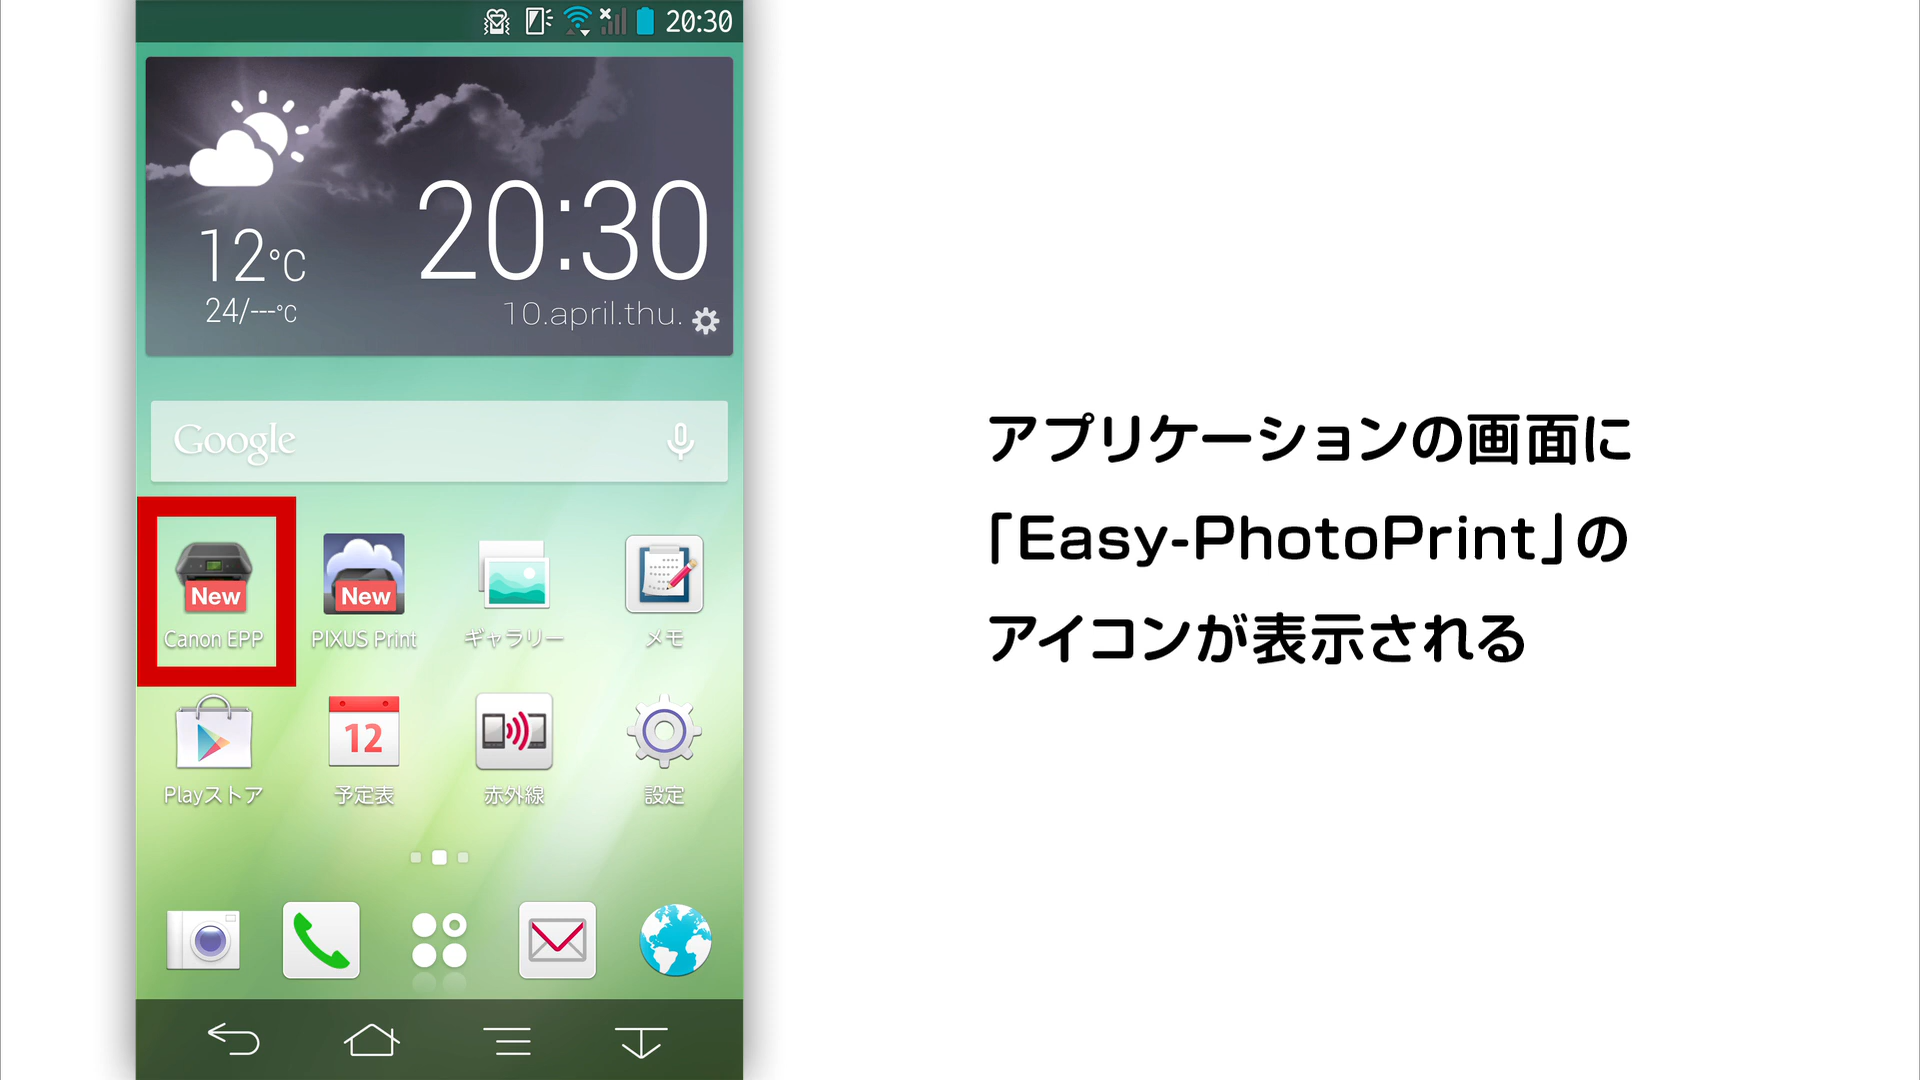 20:30
20:30
12°C
24/---°C
10.april.thu.
Google
New
New
Canon EPP
PIXUS Print
ギャラリー
メモ
12
Playストア
予定表
赤外線
設定
アプリケーションの画面に
「Easy-PhotoPrint」の
アイコンが表示される